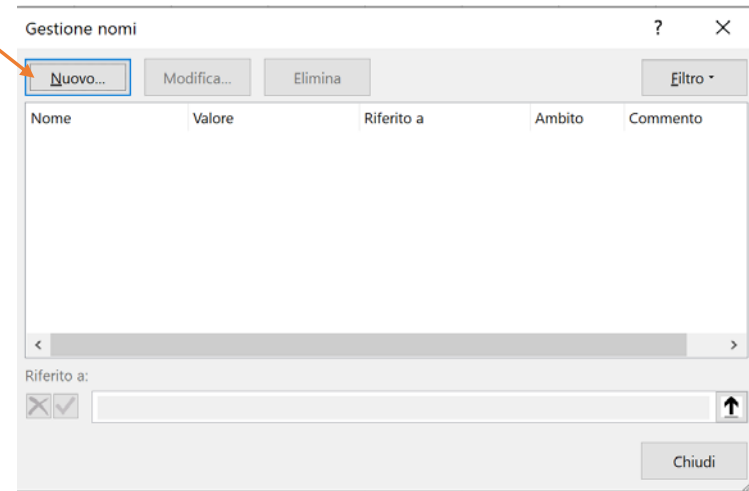 Gestione nomi ?
Nuovo... Modifica... Elimina Filtro
Nome Valore Riferito a Ambito Commento
Riferito a:
Chiudi